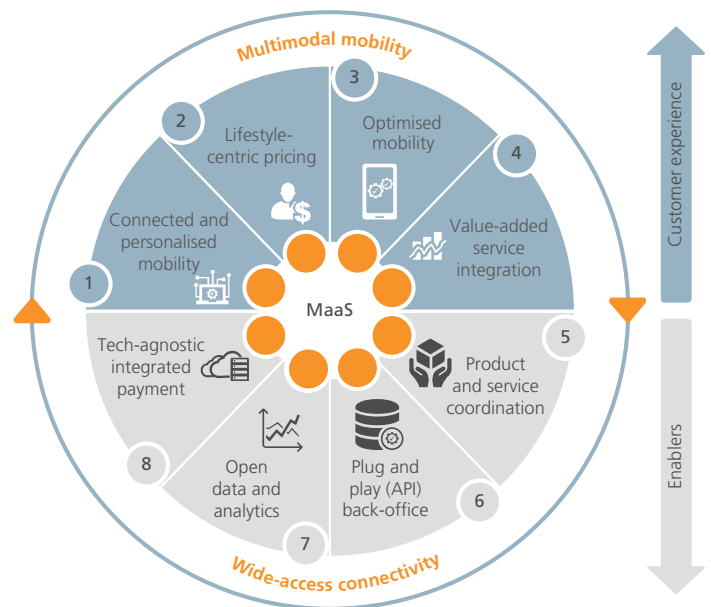 Multimodal mobility
1
Connected and
personalised
mobility
2
Lifestyle-
centric pricing
3
Optimised
mobility
4
Value-added
service
integration
MaaS
5
Product
and service
coordination
6
Plug and
play (API)
back-office
7
Open
data and
analytics
8
Tech-agnostic
integrated
payment
Wide-access connectivity
Customer experience
Enablers